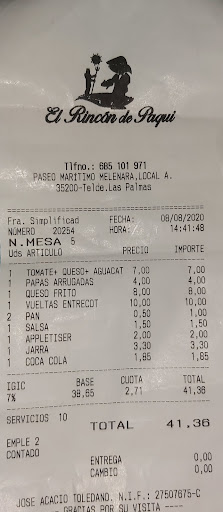 El Rincón de Paqui
Tlfno.: 685 101 971
PASEO MARITIMO MELENARA,LOCAL A.
35200-Telde.Las Palmas
Fra. Simplificad FECHA: 08/08/2020
NÚMERO 20254 HORA: 14:41:48
N.MESA 5
Uds ARTICULO PRECIO IMPORTE
1 TOMATE+ QUESO+ AGUACAT 7,00 7,00
1 PAPAS ARRUGADAS 4,00 4,00
1 QUESO FRITO 8,00 8,00
1 VUELTAS ENTRECOT 10,00 10,00
2 PAN 0,50 1,00
1 SALSA 1,50 1,50
1 APPLETISER 2,00 2,00
1 JARRA 3,30 3,30
1 COCA COLA 1,85 1,85
IGIC BASE CUOTA TOTAL
7% 38,65 2,71 41,36
SERVICIOS 10 TOTAL 41,36
EMPLE 2
CONTADO
ENTREGA 0,00
CAMBIO 0,00
JOSE ACACIO TOLEDANO. N.I.F.: 27507675-C
---- GRACIAS POR SU VISITA ----